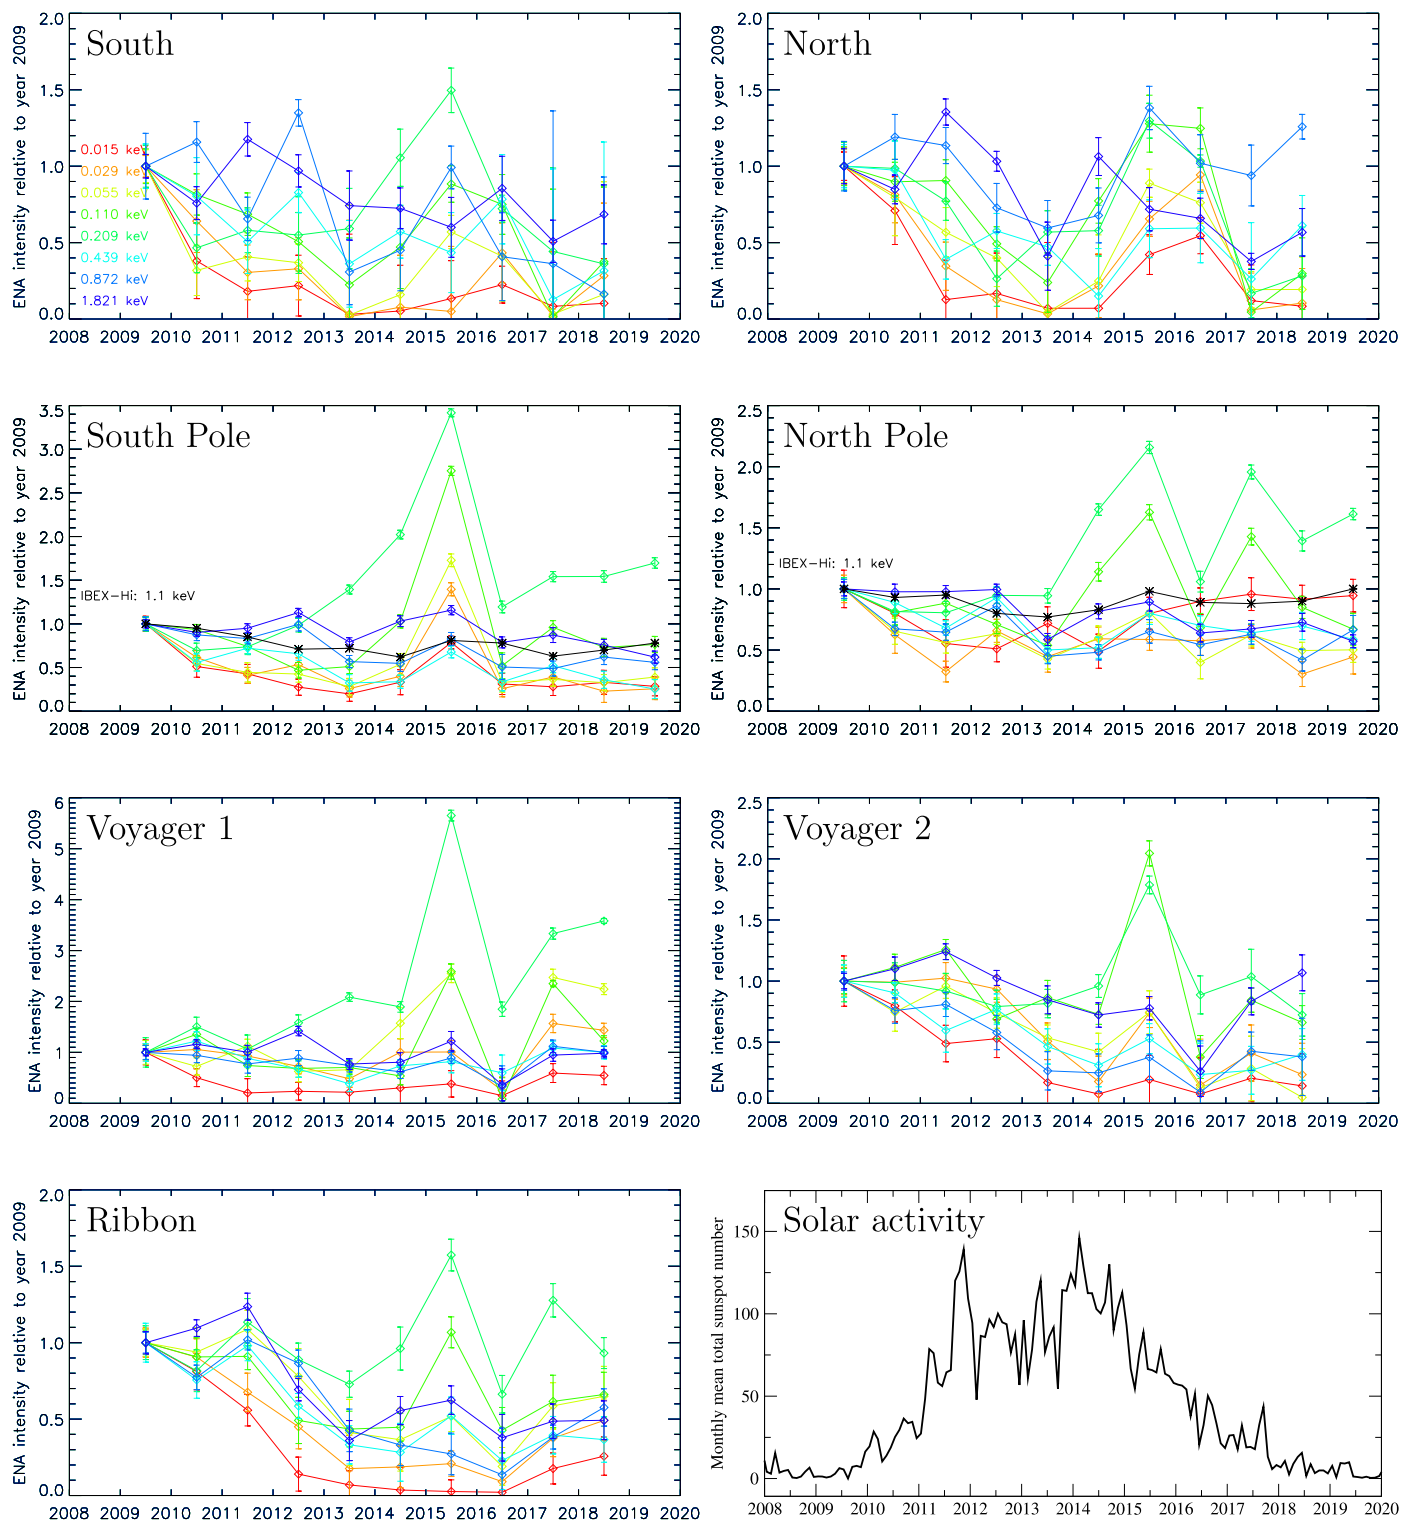 South
ENA intensity relative to year 2009
2.0
1.5
1.0
0.5
0.0
0.015 keV
0.029 keV
0.055 keV
0.110 keV
0.209 keV
0.439 keV
0.872 keV
1.821 keV
2008 2009 2010 2011 2012 2013 2014 2015 2016 2017 2018 2019 2020
North
ENA intensity relative to year 2009
2.0
1.5
1.0
0.5
0.0
2008 2009 2010 2011 2012 2013 2014 2015 2016 2017 2018 2019 2020
South Pole
ENA intensity relative to year 2009
3.5
3.0
2.5
2.0
1.5
1.0
0.5
0.0
IBEX-Hi: 1.1 keV
2008 2009 2010 2011 2012 2013 2014 2015 2016 2017 2018 2019 2020
North Pole
ENA intensity relative to year 2009
2.5
2.0
1.5
1.0
0.5
0.0
IBEX-Hi: 1.1 keV
2008 2009 2010 2011 2012 2013 2014 2015 2016 2017 2018 2019 2020
Voyager 1
ENA intensity relative to year 2009
6
5
4
3
2
1
0
2008 2009 2010 2011 2012 2013 2014 2015 2016 2017 2018 2019 2020
Voyager 2
ENA intensity relative to year 2009
2.5
2.0
1.5
1.0
0.5
0.0
2008 2009 2010 2011 2012 2013 2014 2015 2016 2017 2018 2019 2020
Ribbon
ENA intensity relative to year 2009
2.0
1.5
1.0
0.5
0.0
2008 2009 2010 2011 2012 2013 2014 2015 2016 2017 2018 2019 2020
Solar activity
Monthly mean total sunspot number
150
100
50
0
2008 2009 2010 2011 2012 2013 2014 2015 2016 2017 2018 2019 2020